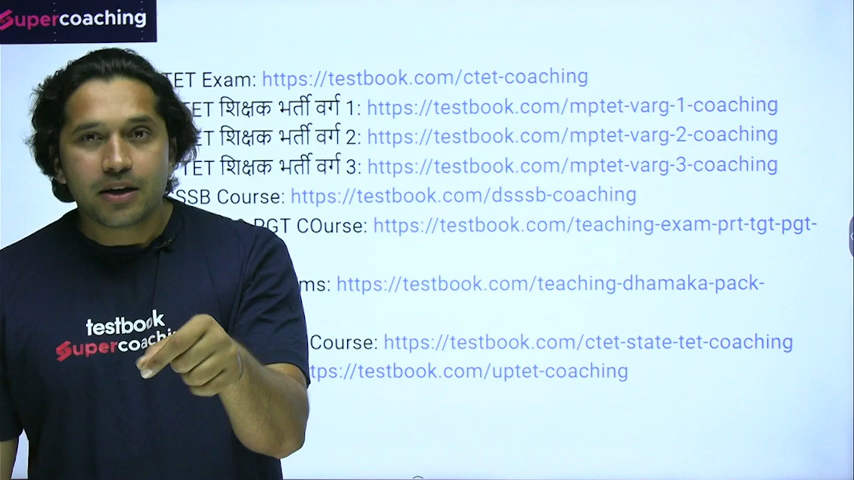 Supercoaching
TET Exam: https://testbook.com/ctet-coaching
TET शिक्षक भर्ती वर्ग 1: https://testbook.com/mptet-varg-1-coaching
TET शिक्षक भर्ती वर्ग 2: https://testbook.com/mptet-varg-2-coaching
PTET शिक्षक भर्ती वर्ग 3: https://testbook.com/mptet-varg-3-coaching
SSB Course: https://testbook.com/dsssb-coaching
PGT COurse: https://testbook.com/teaching-exam-prt-tgt-pgt-
ms: https://testbook.com/teaching-dhamaka-pack-
Course: https://testbook.com/ctet-state-tet-coaching
tps://testbook.com/uptet-coaching
testbook
Supercoachi